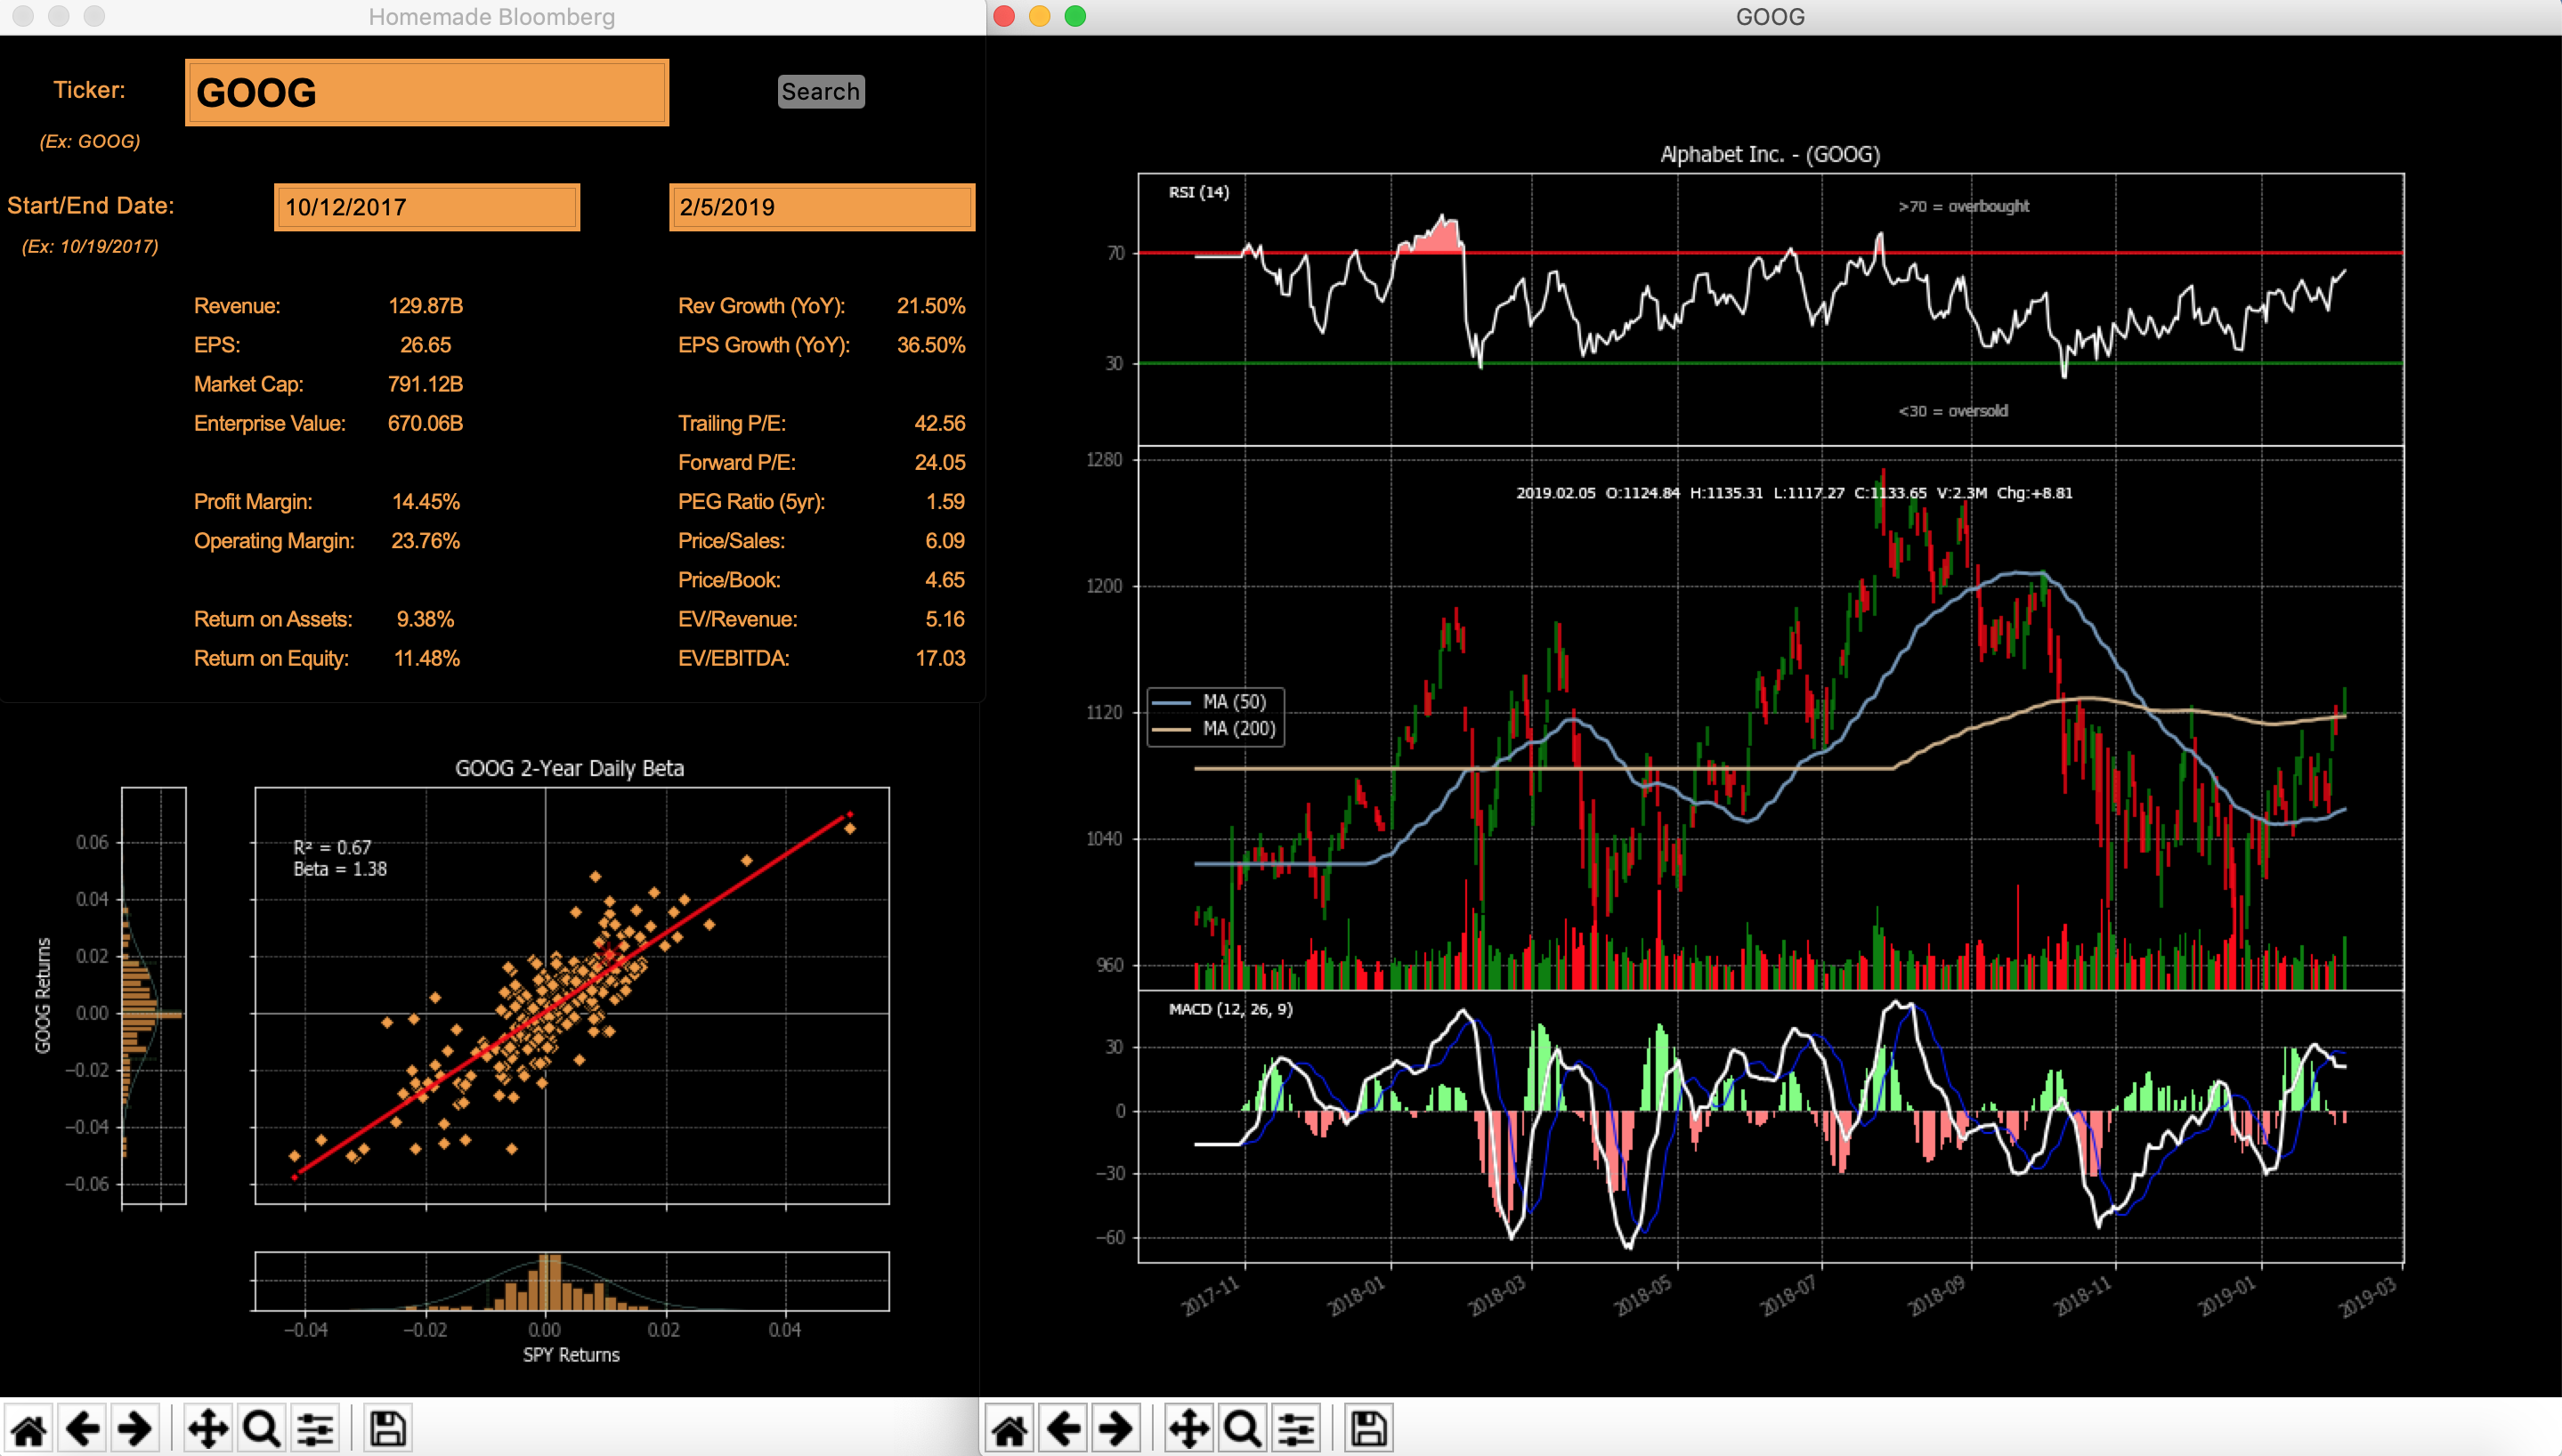 Homemade Bloomberg
Ticker:
GOOG
Search
(Ex: GOOG)
Start/End Date:
10/12/2017
2/5/2019
(Ex: 10/19/2017)
Revenue: 129.87B
Rev Growth (YoY): 21.50%
EPS: 26.65
EPS Growth (YoY): 36.50%
Market Cap: 791.12B
Enterprise Value: 670.06B
Trailing P/E: 42.56
Forward P/E: 24.05
Profit Margin: 14.45%
PEG Ratio (5yr): 1.59
Operating Margin: 23.76%
Price/Sales: 6.09
Price/Book: 4.65
Return on Assets: 9.38%
EV/Revenue: 5.16
Return on Equity: 11.48%
EV/EBITDA: 17.03
GOOG 2-Year Daily Beta
R² = 0.67
Beta = 1.38
0.06
0.04
0.02
0.00
−0.02
−0.04
−0.06
GOOG Returns
−0.04 −0.02 0.00 0.02 0.04
SPY Returns
GOOG
Alphabet Inc. - (GOOG)
RSI (14)
>70 = overbought
70
30
<30 = oversold
1280
2019.02.05 O:1124.84 H:1135.31 L:1117.27 C:1133.65 V:2.3M Chg:+8.81
1200
MA (50)
1120
MA (200)
1040
960
MACD (12, 26, 9)
30
0
−30
−60
2017-11 2018-01 2018-03 2018-05 2018-07 2018-09 2018-11 2019-01 2019-03